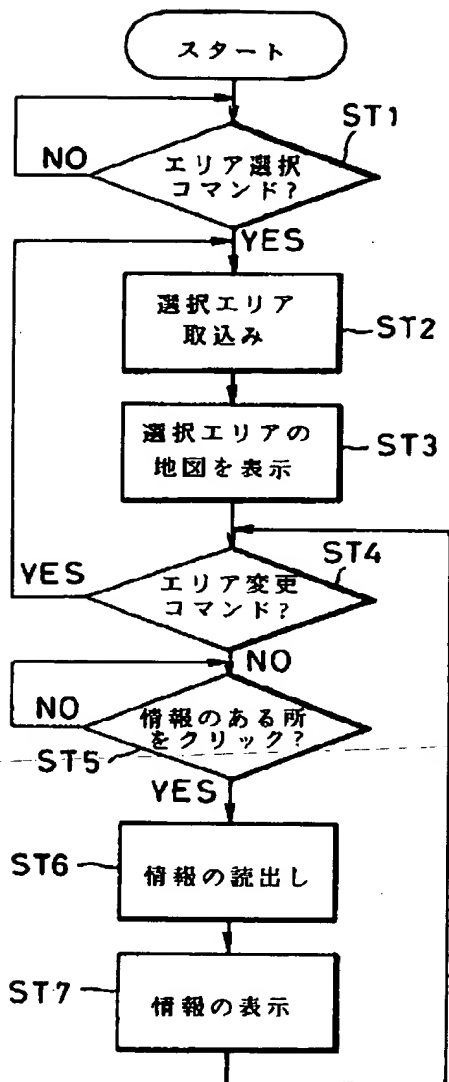 スタート
ST1
NO
エリア選択
コマンド?
YES
選択エリア
取込み
ST2
選択エリアの
地図を表示
ST3
ST4
YES
エリア変更
コマンド?
NO
NO
情報のある所
をクリック?
ST5
YES
ST6
情報の読出し
ST7
情報の表示